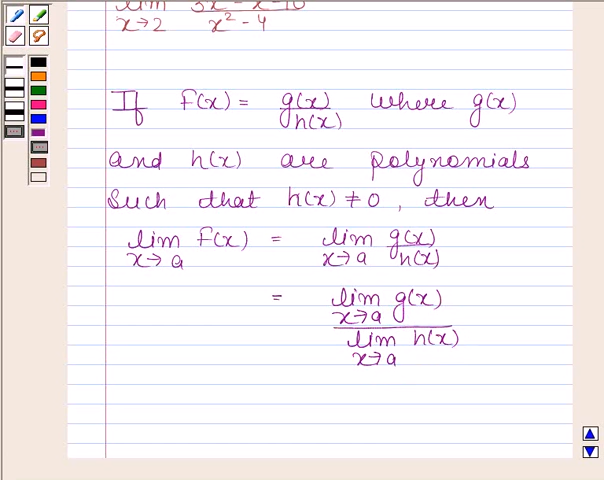 lim 3x² - x - 10
x→2 x² - 4
If f(x) = g(x)/h(x) where g(x)
and h(x) are polynomials
Such that h(x) ≠ 0, then
lim x→a f(x) = lim x→a g(x)/h(x)
= lim x→a g(x)
lim x→a h(x)